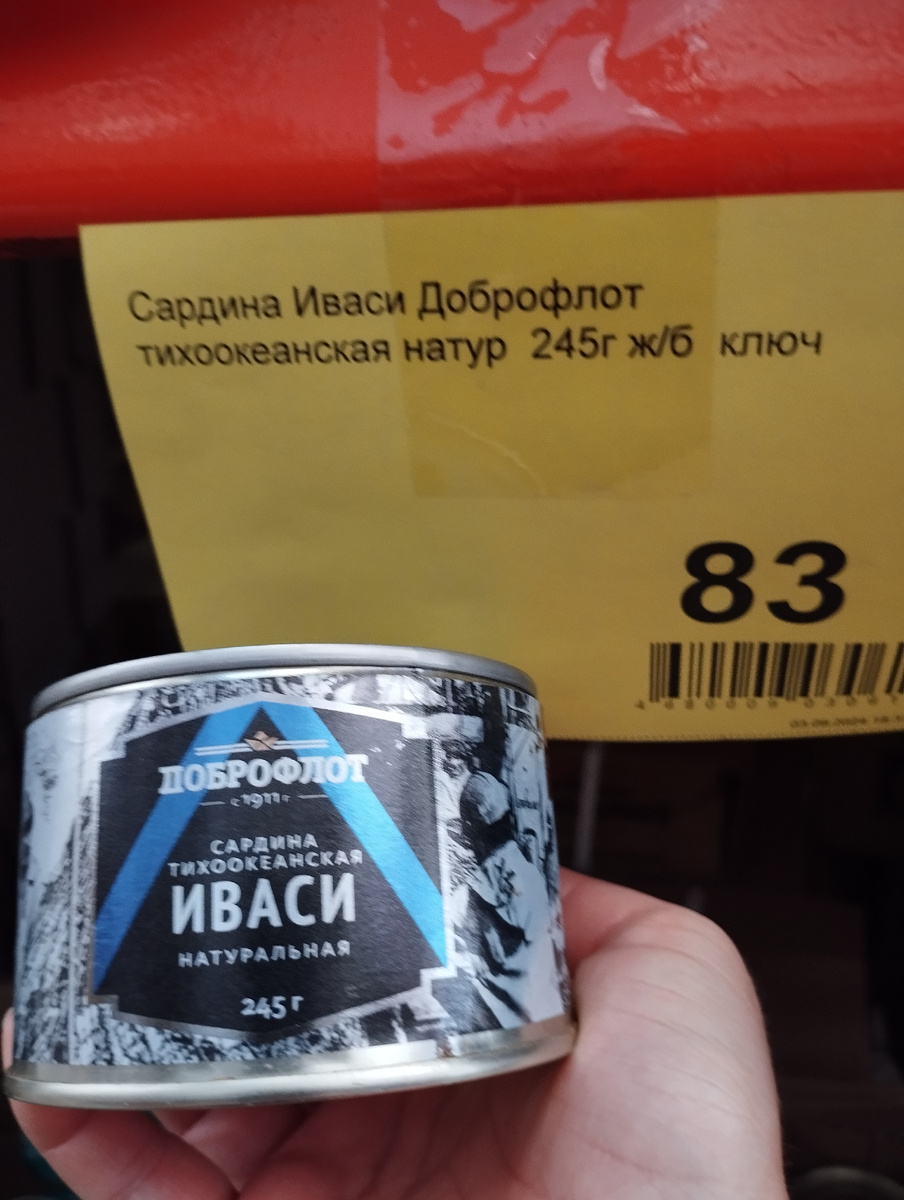 Сардина Иваси Доброфлот
тихоокеанская натур 245г ж/б ключ
83
ДОБРОФЛОТ
с 1911 г
САРДИНА
ТИХООКЕАНСКАЯ
ИВАСИ
НАТУРАЛЬНАЯ
245 г